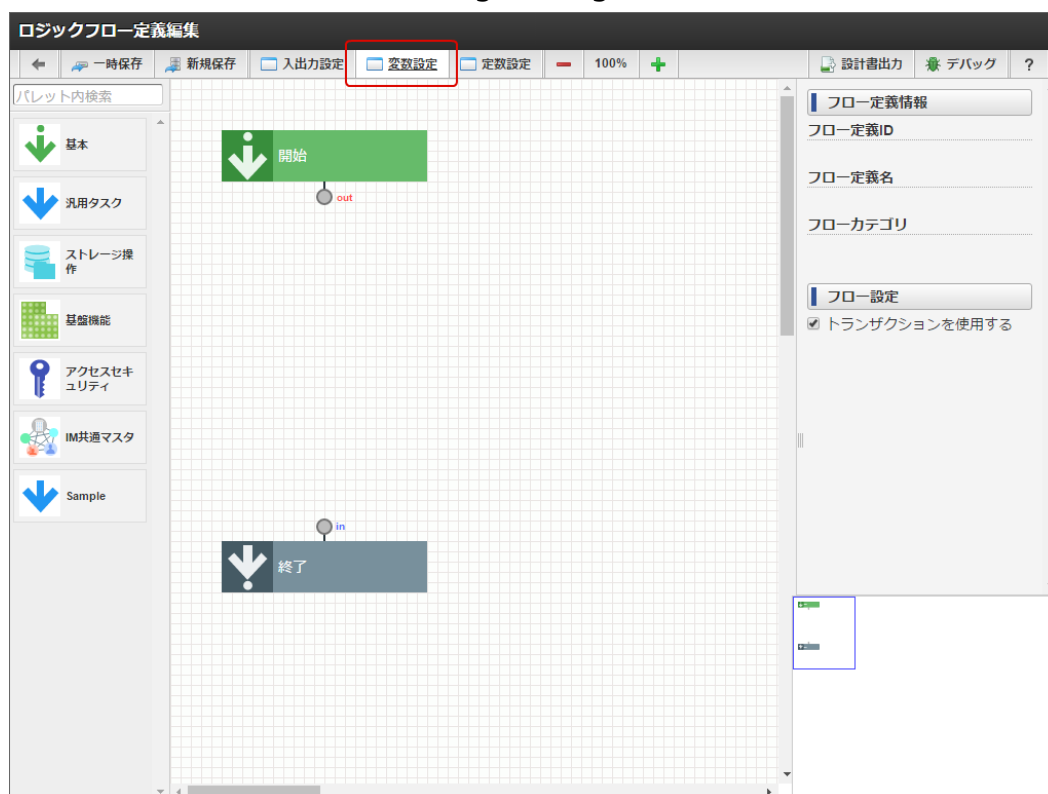 ロジックフロー定義編集
一時保存 新規保存 入出力設定 変数設定 定数設定 100% 設計書出力 デバッグ ?
パレット内検索
基本
汎用タスク
ストレージ操
作
基盤機能
アクセスセキ
ュリティ
IM共通マスタ
Sample
開始
out
in
終了
フロー定義情報
フロー定義ID
フロー定義名
フローカテゴリ
フロー設定
トランザクションを使用する